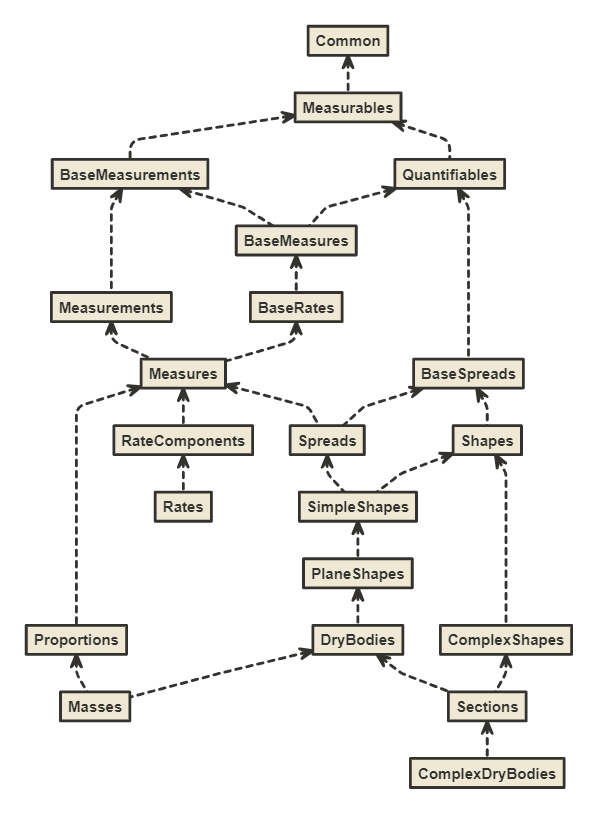 Common
Measurables
BaseMeasurements
Quantifiables
BaseMeasures
Measurements
BaseRates
Measures
BaseSpreads
RateComponents
Spreads
Shapes
Rates
SimpleShapes
PlaneShapes
Proportions
DryBodies
ComplexShapes
Masses
Sections
ComplexDryBodies